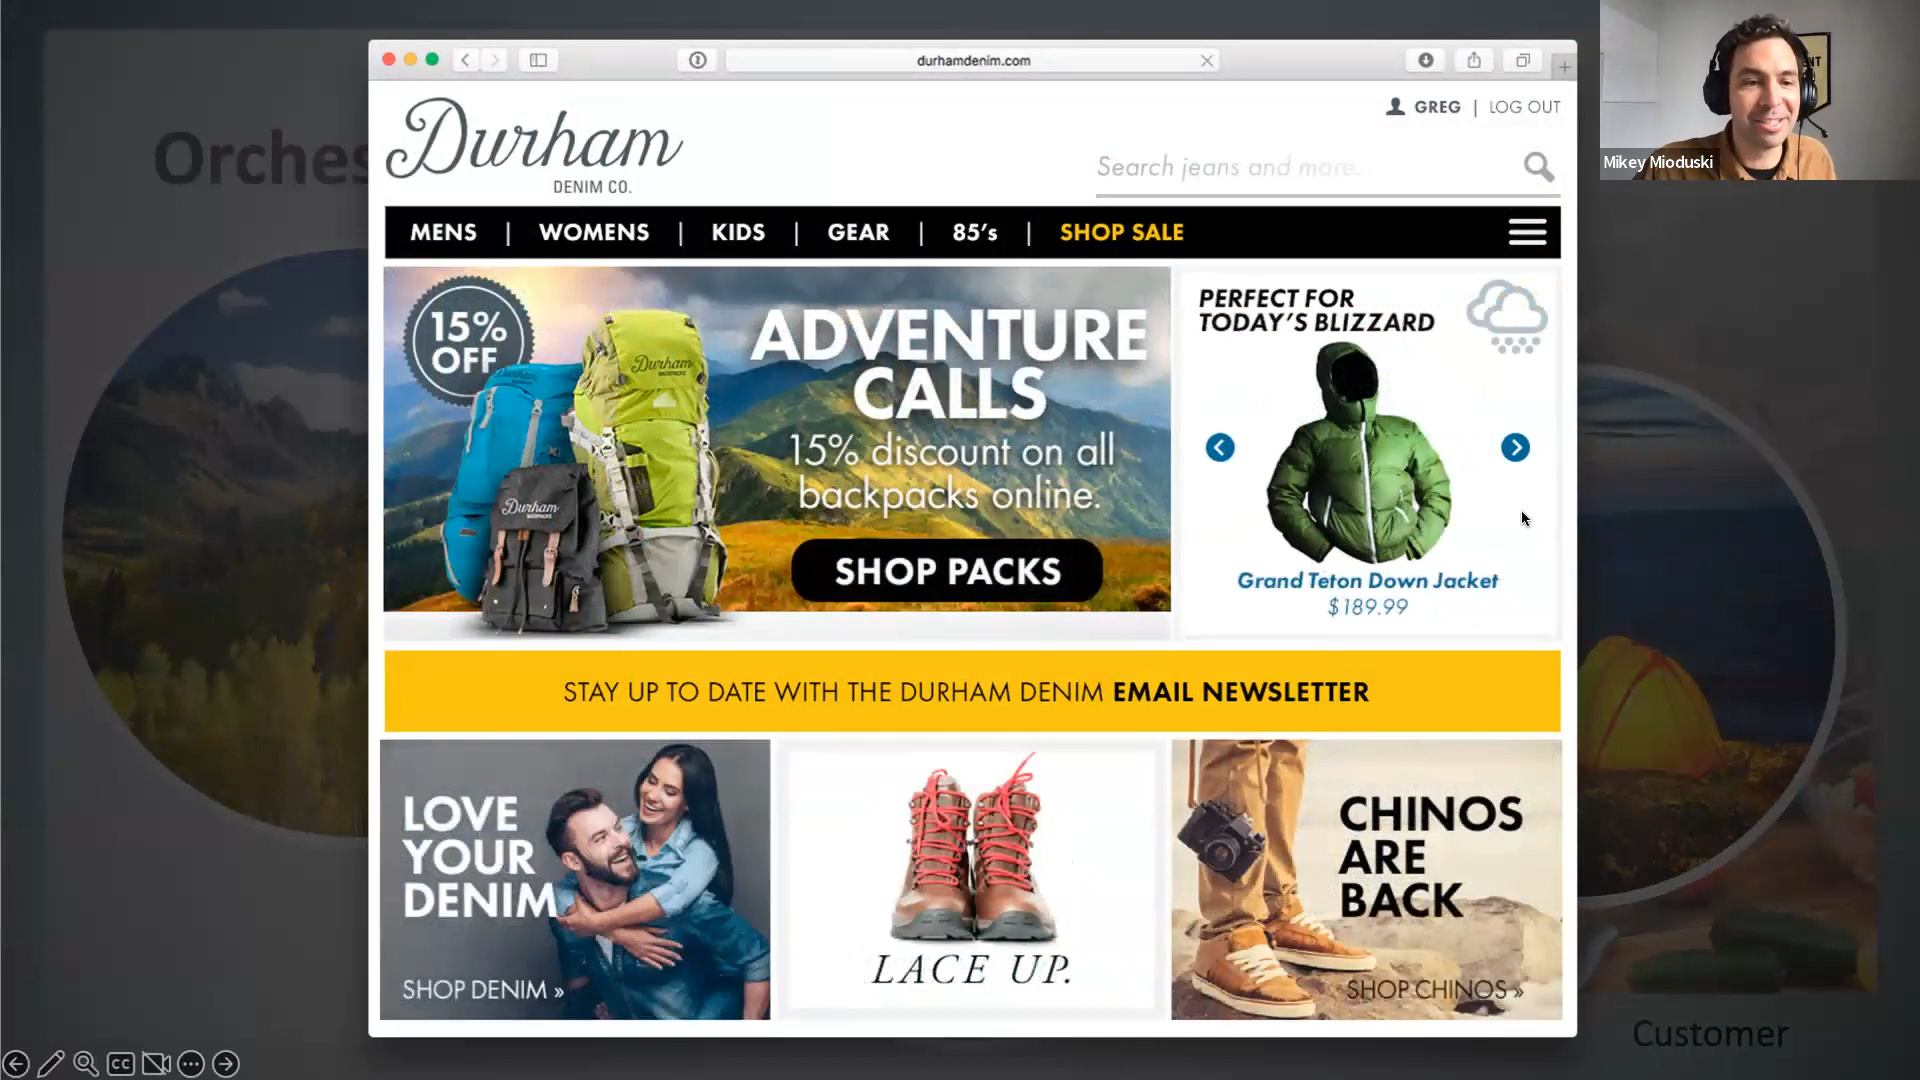 Orches
durhamdenim.com
Durham
DENIM CO.
GREG | LOG OUT
Search jeans and more...
MENS | WOMENS | KIDS | GEAR | 85's | SHOP SALE
15%
OFF
Durham
Durham
ADVENTURE
CALLS
15% discount on all
backpacks online.
SHOP PACKS
PERFECT FOR
TODAY'S BLIZZARD
Grand Teton Down Jacket
$189.99
STAY UP TO DATE WITH THE DURHAM DENIM EMAIL NEWSLETTER
LOVE
YOUR
DENIM
SHOP DENIM »
LACE UP.
CHINOS
ARE
BACK
SHOP CHINOS »
Mikey Mioduski
Customer
CC